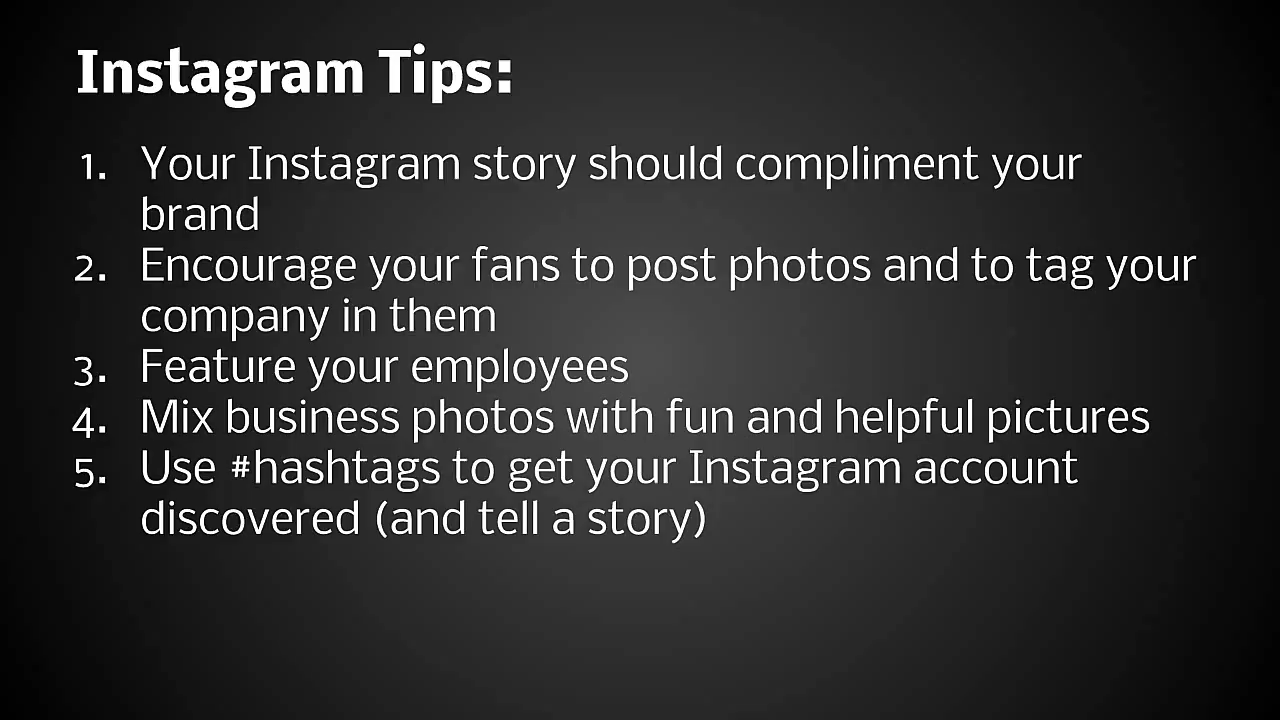 Instagram Tips:
1. Your Instagram story should compliment your
brand
2. Encourage your fans to post photos and to tag your
company in them
3. Feature your employees
4. Mix business photos with fun and helpful pictures
5. Use #hashtags to get your Instagram account
discovered (and tell a story)